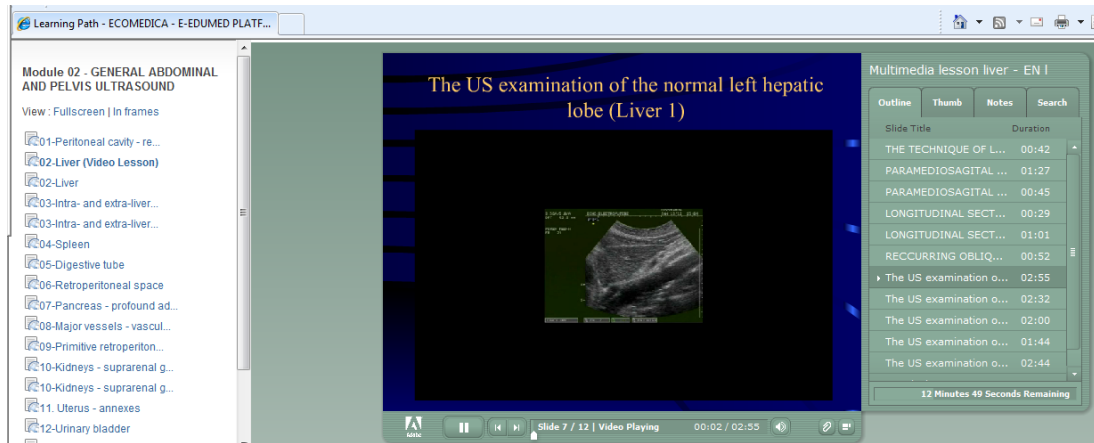 Learning Path - ECOMEDICA - E-EDUMED PLATF...
Module 02 - GENERAL ABDOMINAL
AND PELVIS ULTRASOUND
View : Fullscreen | In frames
01-Peritoneal cavity - re...
02-Liver (Video Lesson)
02-Liver
03-Intra- and extra-liver...
03-Intra- and extra-liver...
04-Spleen
05-Digestive tube
06-Retroperitoneal space
07-Pancreas - profound ad...
08-Major vessels - vascul...
09-Primitive retroperiton...
10-Kidneys - suprarenal g...
10-Kidneys - suprarenal g...
11. Uterus - annexes
12-Urinary bladder
The US examination of the normal left hepatic
lobe (Liver 1)
Adobe
Slide 7 / 12 | Video Playing
00:02 / 02:55
Multimedia lesson liver - EN l
Outline Thumb Notes Search
Slide Title Duration
THE TECHNIQUE OF L... 00:42
PARAMEDIOSAGITAL ... 01:27
PARAMEDIOSAGITAL ... 00:45
LONGITUDINAL SECT... 00:29
LONGITUDINAL SECT... 01:01
RECCURRING OBLIQ... 00:52
The US examination o... 02:55
The US examination o... 02:32
The US examination o... 02:00
The US examination o... 01:44
The US examination o... 02:44
12 Minutes 49 Seconds Remaining